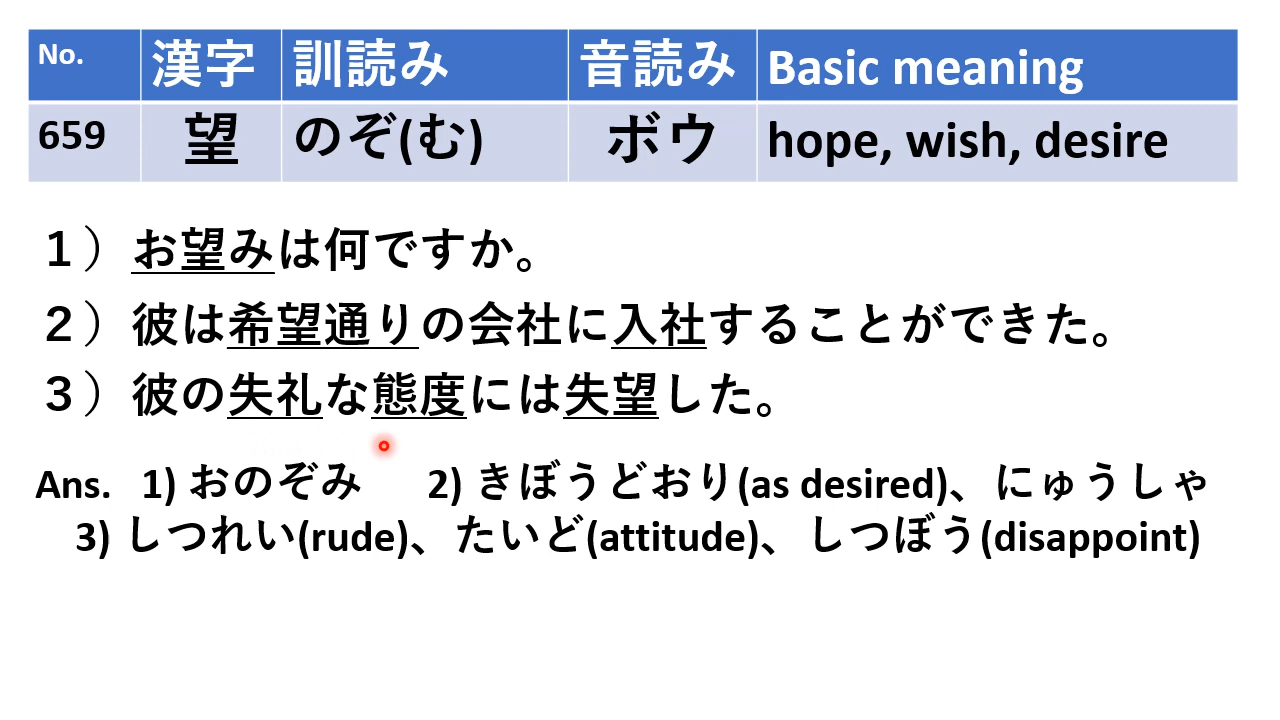 No. 漢字 訓読み 音読み Basic meaning
659 望 のぞ(む) ボウ hope, wish, desire
１）お望みは何ですか。
２）彼は希望通りの会社に入社することができた。
３）彼の失礼な態度には失望した。
Ans. 1) おのぞみ 2) きぼうどおり(as desired)、にゅうしゃ
3) しつれい(rude)、たいど(attitude)、しつぼう(disappoint)